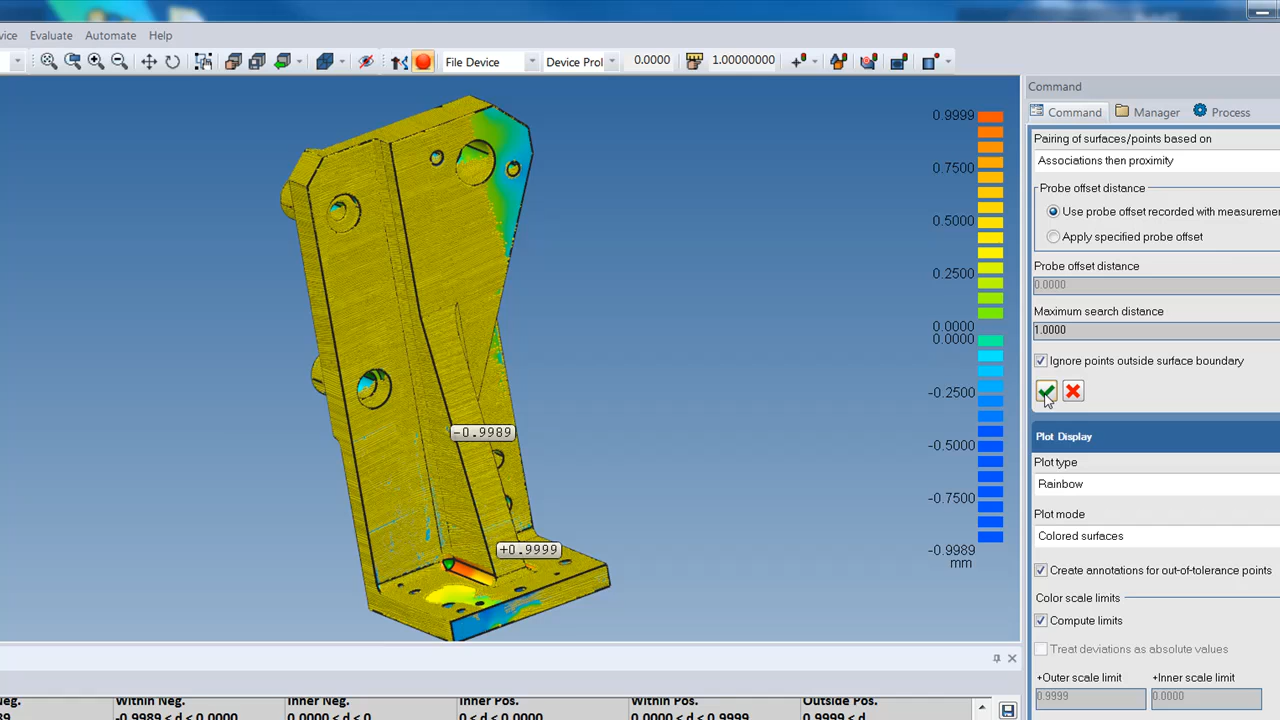 vice Evaluate Automate Help
File Device Device Prol 0.0000 1.00000000
Command
Command Manager Process
Pairing of surfaces/points based on
Associations then proximity
Probe offset distance
Use probe offset recorded with measureme
Apply specified probe offset
Probe offset distance
0.0000
Maximum search distance
1.0000
Ignore points outside surface boundary
Plot Display
Plot type
Rainbow
Plot mode
Colored surfaces
Create annotations for out-of-tolerance points
Color scale limits
Compute limits
Treat deviations as absolute values
+Outer scale limit +Inner scale limit
0.9999 0.0000
0.9999
0.7500
0.5000
0.2500
0.0000
0.0000
-0.2500
-0.5000
-0.7500
-0.9989
mm
-0.9989
+0.9999
Neg. Within Neg. Inner Neg. Inner Pos. Within Pos. Outside Pos.
89 -0.9989 < d < 0.0000 0.0000 < d < 0 0 < d < 0.0000 0.0000 < d < 0.9999 0.9999 < d